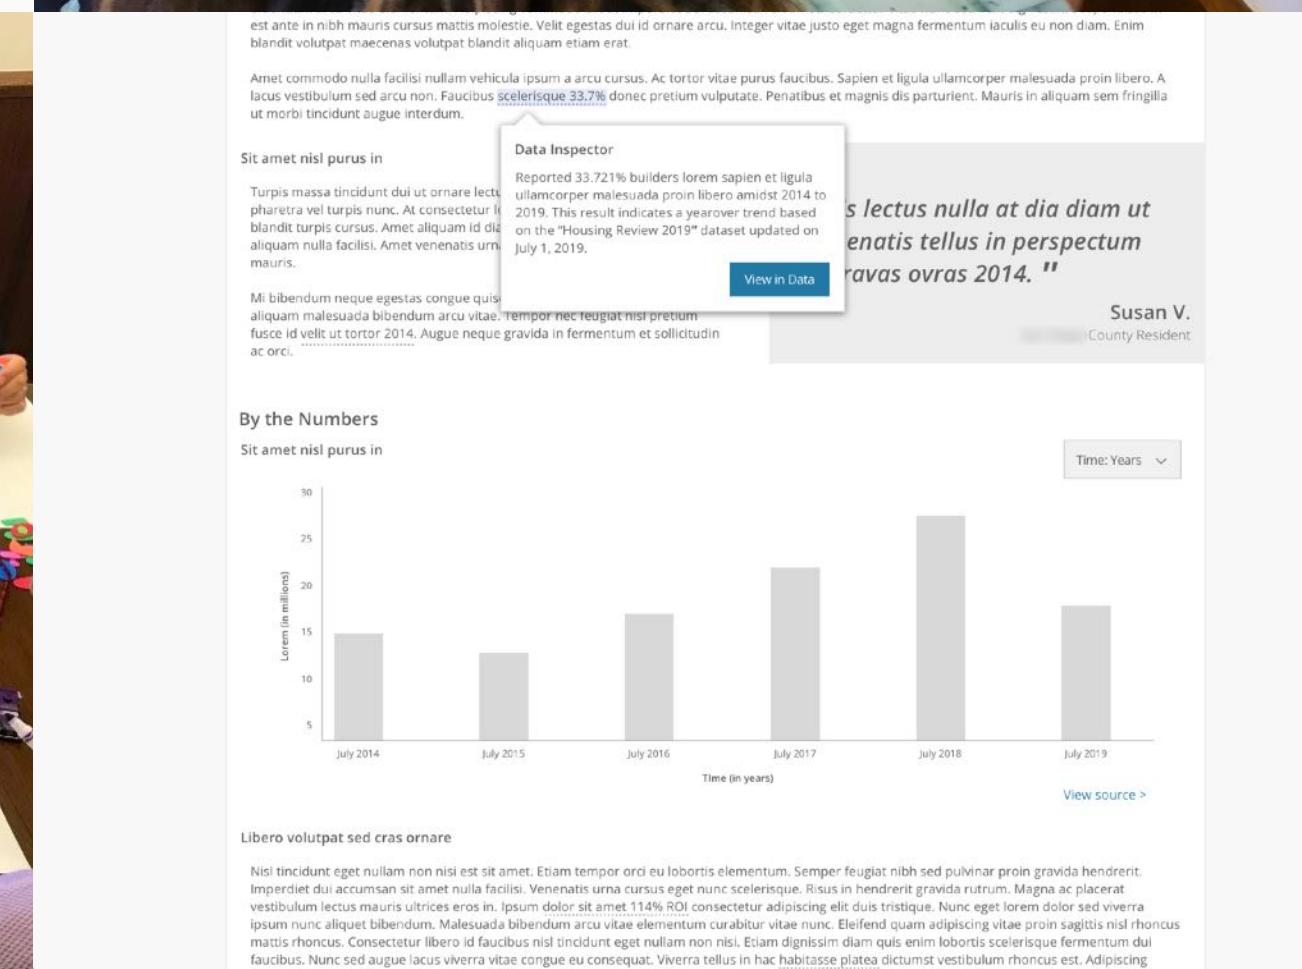 est ante in nibh mauris cursus mattis molestie. Velit egestas dui id ornare arcu. Integer vitae justo eget magna fermentum iaculis eu non diam. Enim
blandit volutpat maecenas volutpat blandit aliquam etiam erat.
Amet commodo nulla facilisi nullam vehicula ipsum a arcu cursus. Ac tortor vitae purus faucibus. Sapien et ligula ullamcorper malesuada proin libero. A
lacus vestibulum sed arcu non. Faucibus scelerisque 33.7% donec pretium vulputate. Penatibus et magnis dis parturient. Mauris in aliquam sem fringilla
ut morbi tincidunt augue interdum.
Sit amet nisl purus in
Turpis massa tincidunt dui ut ornare
pharetra vel turpis nunc. At consectetur
blandit turpis cursus. Amet aliquam id
aliquam nulla facilisi. Amet venenatis
mauris.
Mi bibendum neque egestas congue
aliquam malesuada bibendum arcu vitae. Tempor nec feugiat nisl pretium
fusce id velit ut tortor 2014. Augue neque gravida in fermentum et sollicitudin
ac orci.
Data Inspector
Reported 33.721% builders lorem sapien et ligula
ullamcorper malesuada proin libero amidst 2014 to
2019. This result indicates a yearover trend based
on the "Housing Review 2019" dataset updated on
July 1, 2019.
View in Data
lectus nulla at dia diam ut
tellus in perspectum
ovras 2014. "
Susan V.
County Resident
By the Numbers
Sit amet nisl purus in
Time: Years
30
25
20
15
10
5
Lorem (in millions)
July 2014 July 2015 July 2016 July 2017 July 2018 July 2019
Time (in years)
View source >
Libero volutpat sed cras ornare
Nisl tincidunt eget nullam non nisi est sit amet. Etiam tempor orci eu lobortis elementum. Semper feugiat nibh sed pulvinar proin gravida hendrerit.
Imperdiet dui accumsan sit amet nulla facilisi. Venenatis urna cursus eget nunc scelerisque. Risus in hendrerit gravida rutrum. Magna ac placerat
vestibulum lectus mauris ultrices eros in. Ipsum dolor sit amet 114% ROI consectetur adipiscing elit duis tristique. Nunc eget lorem dolor sed viverra
ipsum nunc aliquet bibendum. Malesuada bibendum arcu vitae elementum curabitur vitae nunc. Eleifend quam adipiscing vitae proin sagittis nisl rhoncus
mattis rhoncus. Consectetur libero id faucibus nisl tincidunt eget nullam non nisi. Etiam dignissim diam quis enim lobortis scelerisque fermentum dui
faucibus. Nunc sed augue lacus viverra vitae congue eu consequat. Viverra tellus in hac habitasse platea dictumst vestibulum rhoncus est. Adipiscing